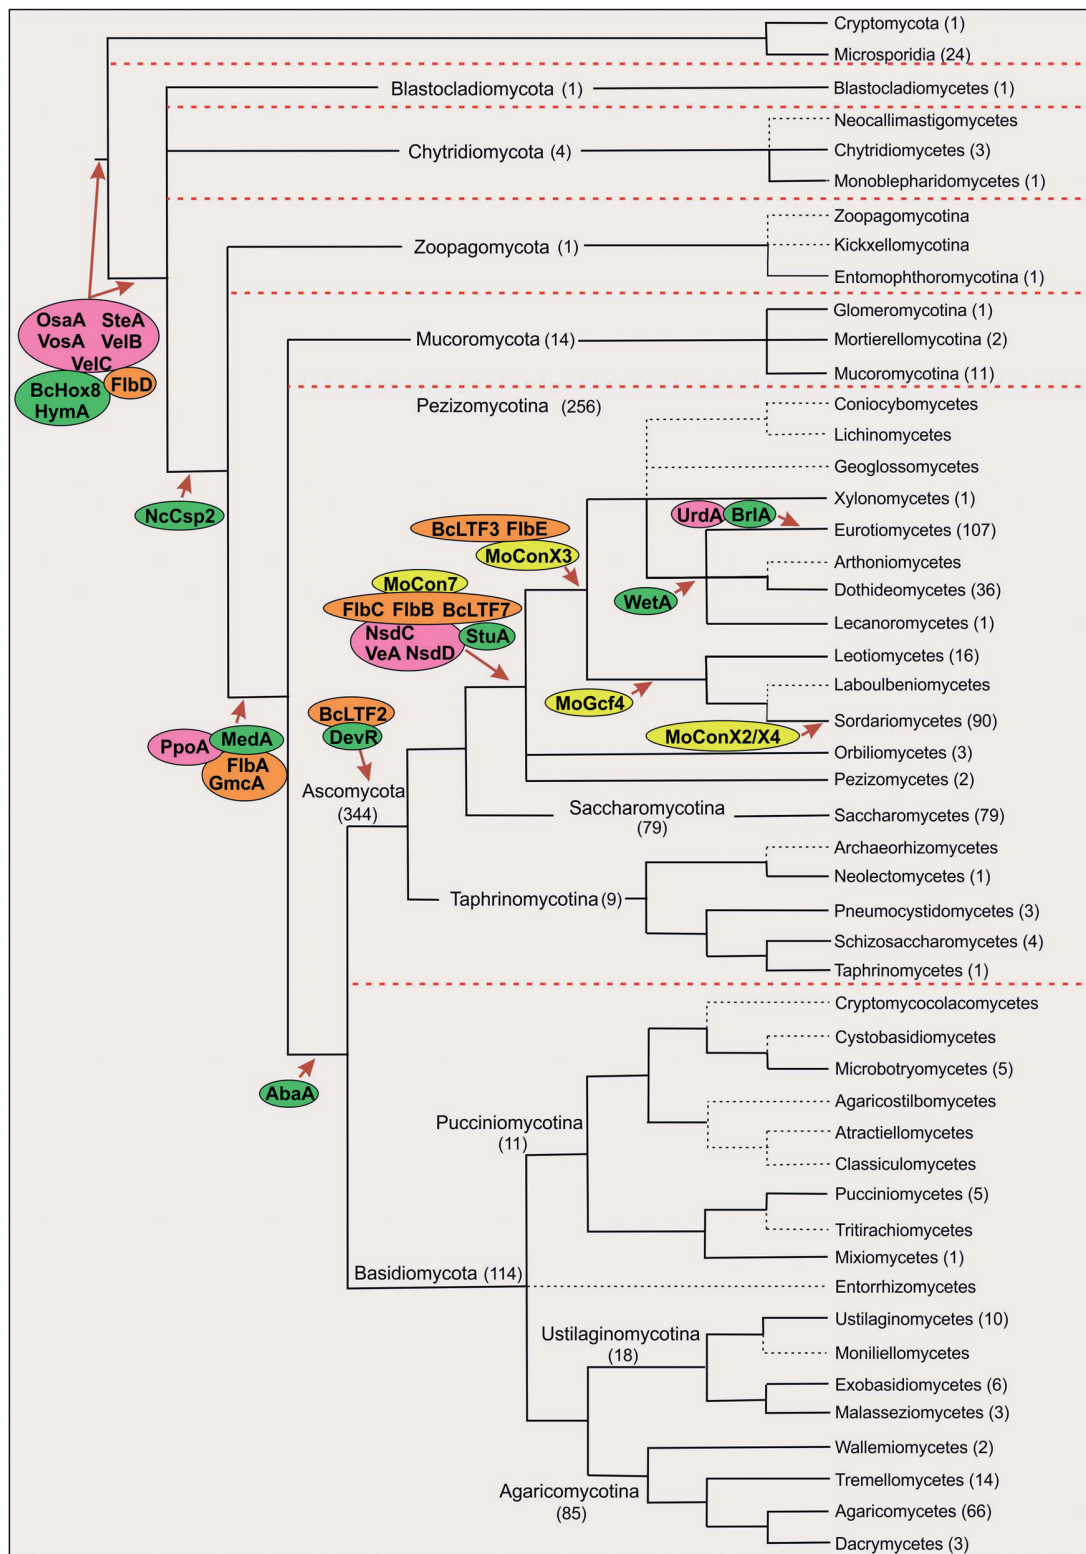 Cryptomycota (1)
Microsporidia (24)
Blastocladiomycota (1)
Blastocladiomycetes (1)
Neocallimastigomycetes
Chytridiomycota (4)
Chytridiomycetes (3)
Monoblepharidomycetes (1)
Zoopagomycotina
Zoopagomycota (1)
Kickxellomycotina
Entomophthoromycotina (1)
OsaA SteA
VosA VelB
VelC
FlbD
BcHox8
HymA
Glomeromycotina (1)
Mucoromycota (14)
Mortierellomycotina (2)
Mucoromycotina (11)
Pezizomycotina (256)
Coniocybomycetes
Lichinomycetes
Geoglossomycetes
NcCsp2
Xylonomycetes (1)
UrdA BrlA
BcLTF3 FlbE
Eurotiomycetes (107)
MoConX3
Arthoniomycetes
MoCon7
Dothideomycetes (36)
WetA
FlbC FlbB BcLTF7
Lecanoromycetes (1)
NsdC
StuA
VeA NsdD
Leotiomycetes (16)
Laboulbeniomycetes
MoGcf4
BcLTF2
Sordariomycetes (90)
DevR
MoConX2/X4
PpoA MedA
Orbiliomycetes (3)
FlbA
GmcA
Pezizomycetes (2)
Ascomycota
(344)
Saccharomycotina
(79)
Saccharomycetes (79)
Archaeorhizomycetes
Neolectomycetes (1)
Taphrinomycotina (9)
Pneumocystidomycetes (3)
Schizosaccharomycetes (4)
Taphrinomycetes (1)
Cryptomycocolacomycetes
Cystobasidiomycetes
Microbotryomycetes (5)
AbaA
Agaricostilbomycetes
Pucciniomycotina
(11)
Atractiellomycetes
Classiculomycetes
Pucciniomycetes (5)
Tritirachiomycetes
Mixiomycetes (1)
Basidiomycota (114)
Entorrhizomycetes
Ustilaginomycetes (10)
Ustilaginomycotina
(18)
Moniliellomycetes
Exobasidiomycetes (6)
Malasseziomycetes (3)
Wallemiomycetes (2)
Tremellomycetes (14)
Agaricomycotina
(85)
Agaricomycetes (66)
Dacrymycetes (3)